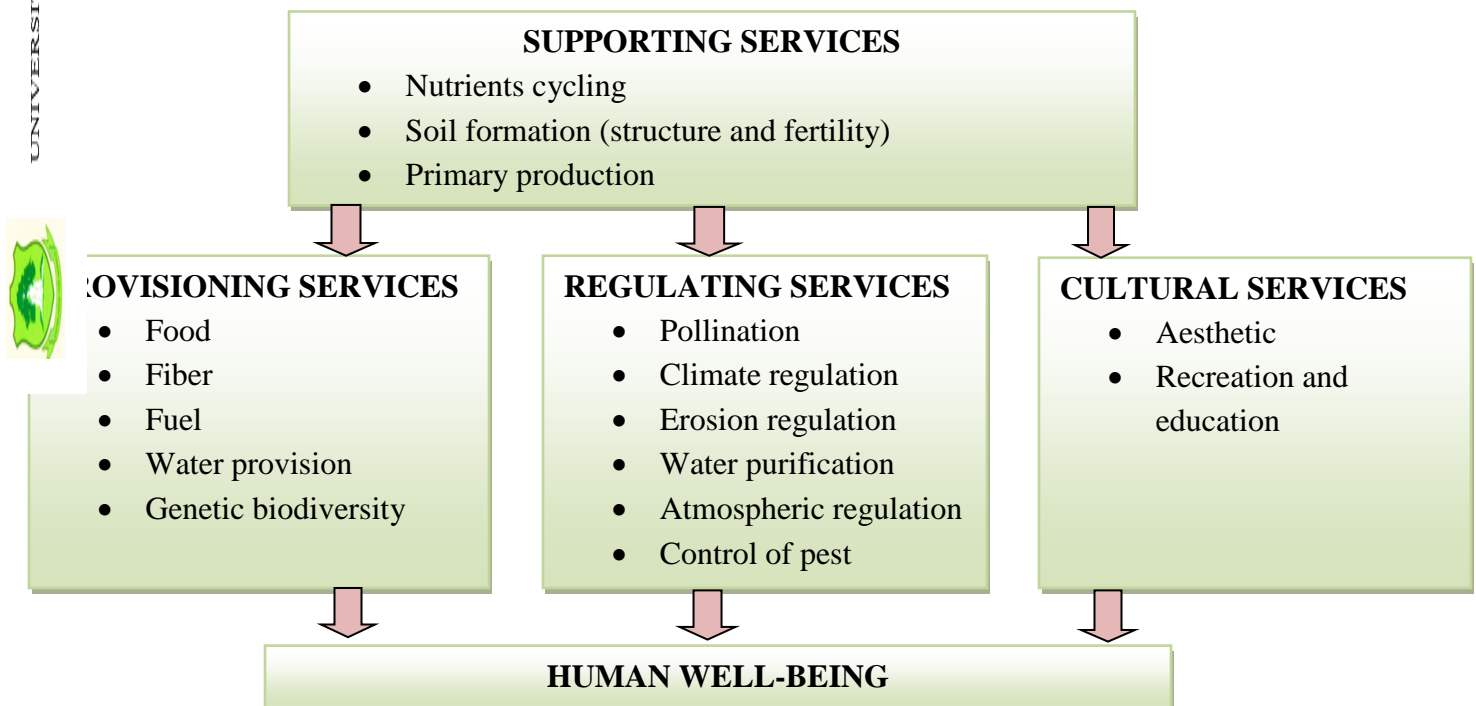 UNIVERSIT
SUPPORTING SERVICES
• Nutrients cycling
• Soil formation (structure and fertility)
• Primary production
ROVISIONING SERVICES
• Food
• Fiber
• Fuel
• Water provision
• Genetic biodiversity
REGULATING SERVICES
• Pollination
• Climate regulation
• Erosion regulation
• Water purification
• Atmospheric regulation
• Control of pest
CULTURAL SERVICES
• Aesthetic
• Recreation and
education
HUMAN WELL-BEING